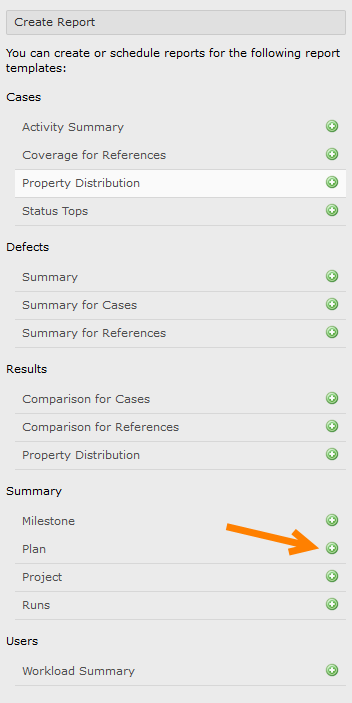 Create Report
You can create or schedule reports for the following report
templates:
Cases
Activity Summary
Coverage for References
Property Distribution
Status Tops
Defects
Summary
Summary for Cases
Summary for References
Results
Comparison for Cases
Comparison for References
Property Distribution
Summary
Milestone
Plan
Project
Runs
Users
Workload Summary